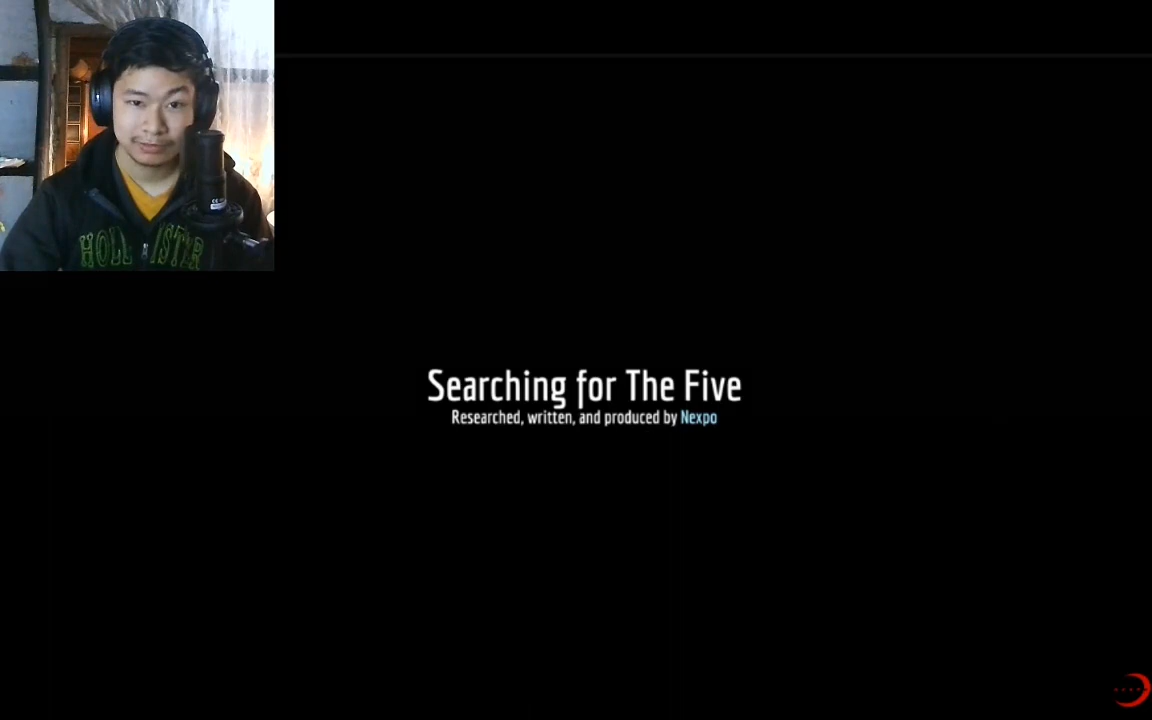 HOLLISTER
Searching for The Five
Researched, written, and produced by Nexpo